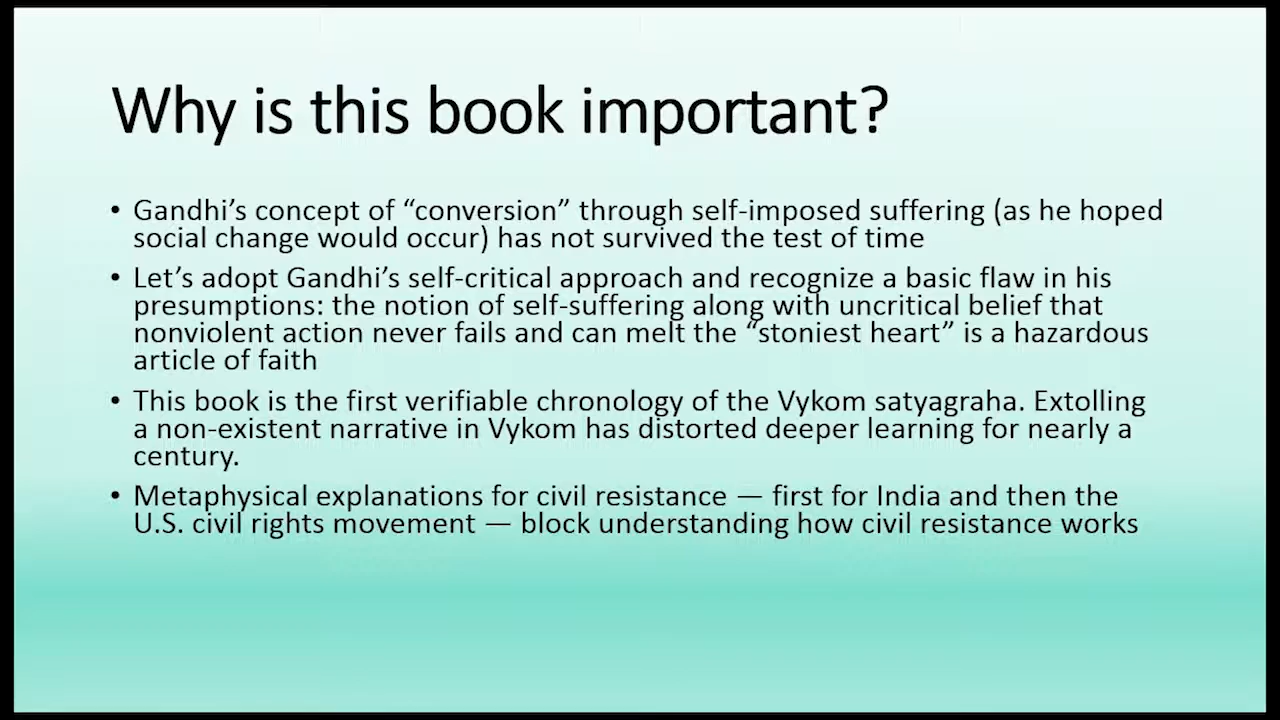 Why is this book important?
• Gandhi’s concept of “conversion” through self-imposed suffering (as he hoped
social change would occur) has not survived the test of time
• Let’s adopt Gandhi’s self-critical approach and recognize a basic flaw in his
presumptions: the notion of self-suffering along with uncritical belief that
nonviolent action never fails and can melt the “stoniest heart” is a hazardous
article of faith
• This book is the first verifiable chronology of the Vykom satyagraha. Extolling
a non-existent narrative in Vykom has distorted deeper learning for nearly a
century.
• Metaphysical explanations for civil resistance — first for India and then the
U.S. civil rights movement — block understanding how civil resistance works